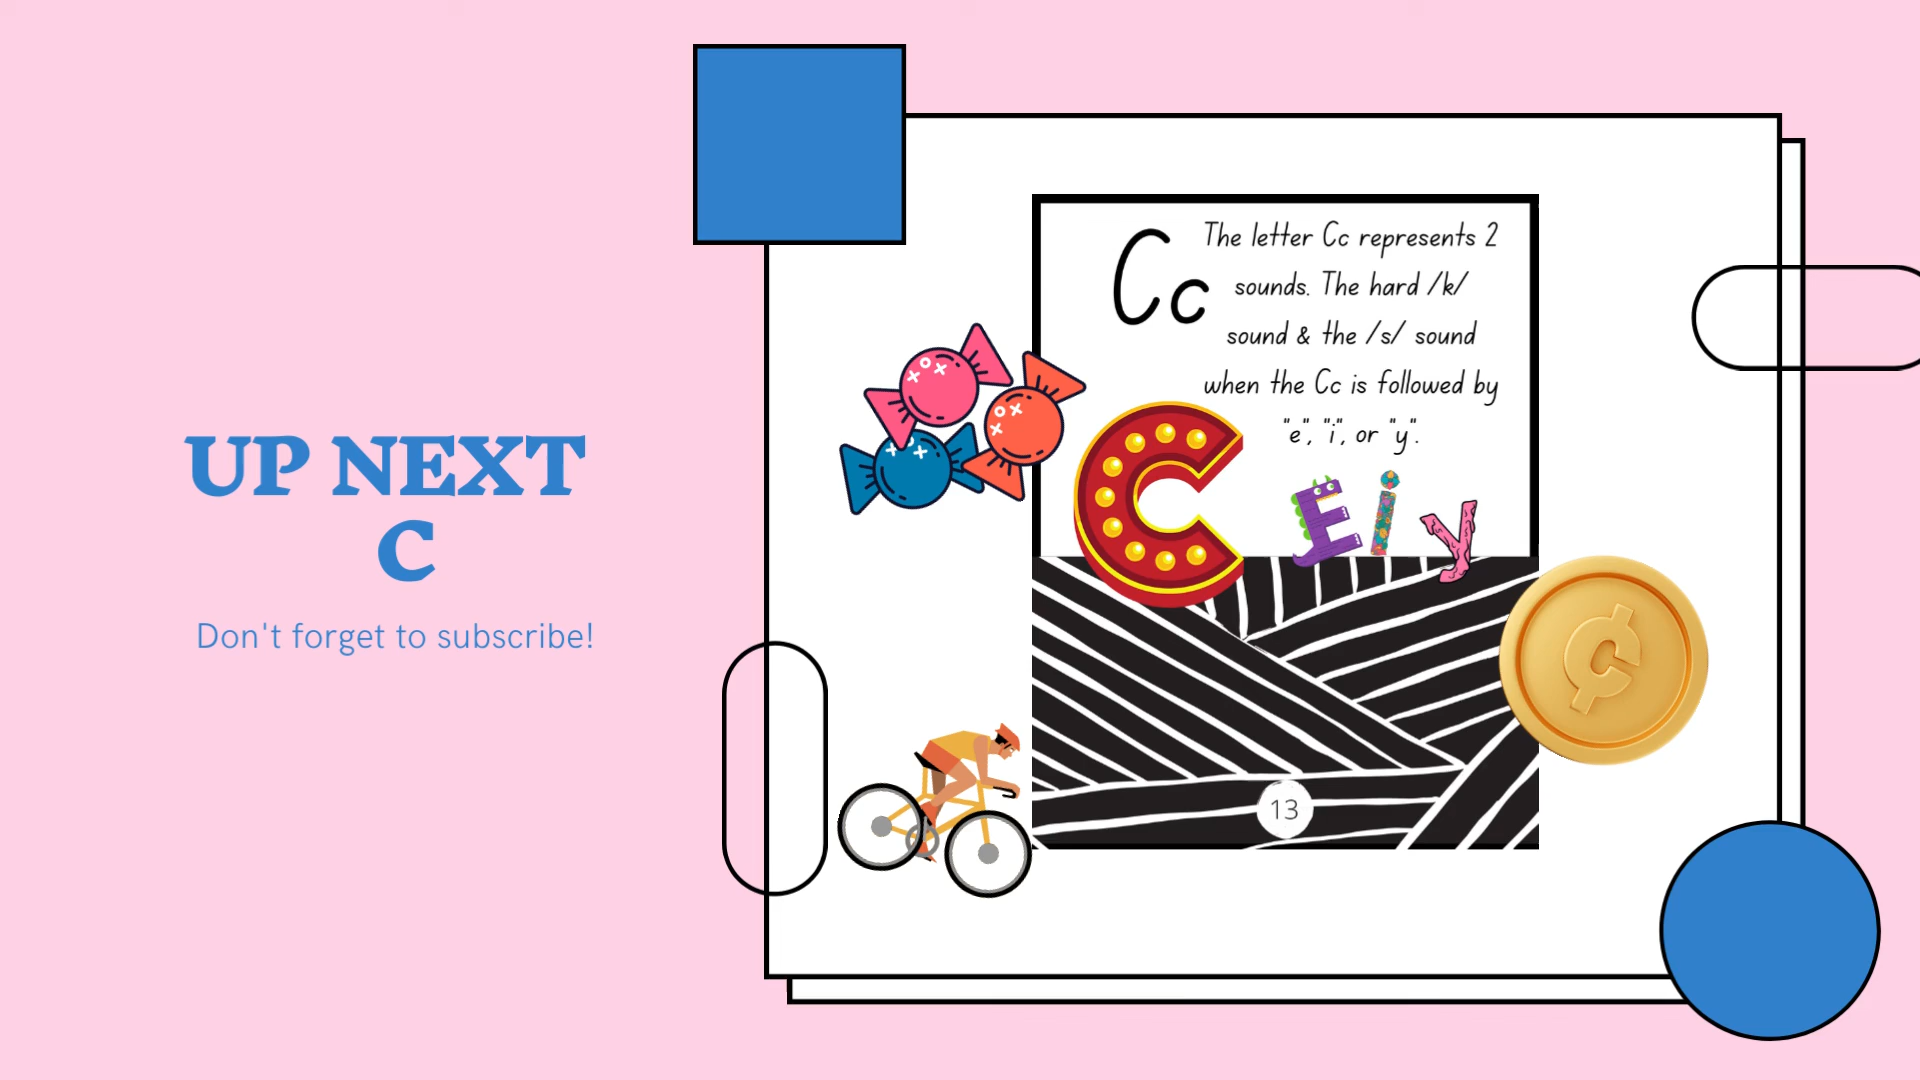 UP NEXT
C
Don't forget to subscribe!
Cc
The letter Cc represents 2
sounds. The hard /k/
sound & the /s/ sound
when the Cc is followed by
"e", "i", or "y".
C E i y
¢
13